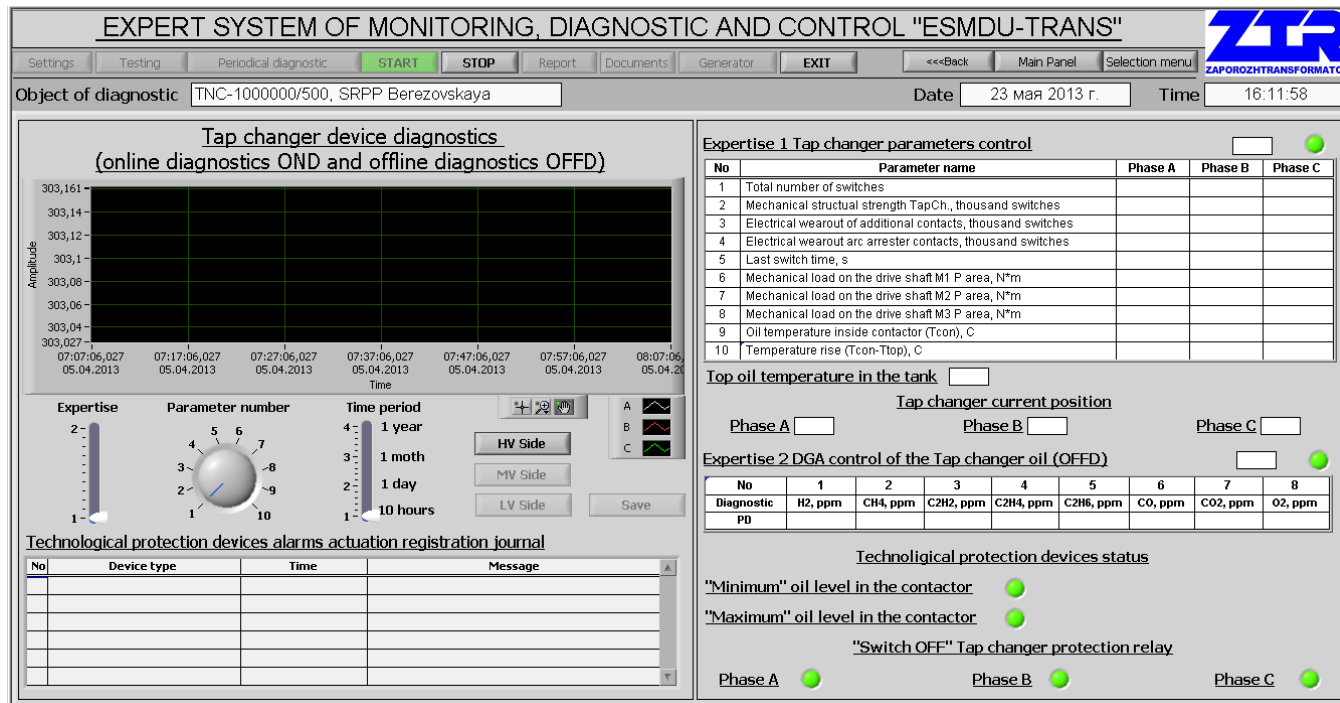 EXPERT SYSTEM OF MONITORING, DIAGNOSTIC AND CONTROL "ESMDU-TRANS"
ZTR
ZAPOROZHTRANSFORMATO
Settings Testing Periodical diagnostic START STOP Report Documents Generator EXIT <<<Back Main Panel Selection menu
Object of diagnostic TNC-1000000/500, SRPP Berezovskaya Date 23 мая 2013 г. Time 16:11:58
Tap changer device diagnostics
(online diagnostics OND and offline diagnostics OFFD)
303,161
303,14
303,12
303,1
303,08
303,06
303,04
303,027
Amplitude
07:07:06,027 07:17:06,027 07:27:06,027 07:37:06,027 07:47:06,027 07:57:06,027 08:07:06,
05.04.2013 05.04.2013 05.04.2013 05.04.2013 05.04.2013 05.04.2013 05.04.20
Time
Expertise Parameter number Time period
2
1
1 2 3 4 5 6 7 8 9 10
4 1 year
3 1 moth
2 1 day
1 10 hours
A
B
C
HV Side
MV Side
LV Side Save
Technological protection devices alarms actuation registration journal
No Device type Time Message
Expertise 1 Tap changer parameters control
No Parameter name Phase A Phase B Phase C
1 Total number of switches
2 Mechanical structual strength TapCh., thousand switches
3 Electrical wearout of additional contacts, thousand switches
4 Electrical wearout arc arrester contacts, thousand switches
5 Last switch time, s
6 Mechanical load on the drive shaft M1 P area, N*m
7 Mechanical load on the drive shaft M2 P area, N*m
8 Mechanical load on the drive shaft M3 P area, N*m
9 Oil temperature inside contactor (Tcon), C
10 Temperature rise (Tcon-Ttop), C
Top oil temperature in the tank
Tap changer current position
Phase A Phase B Phase C
Expertise 2 DGA control of the Tap changer oil (OFFD)
No 1 2 3 4 5 6 7 8
Diagnostic H2, ppm CH4, ppm C2H2, ppm C2H4, ppm C2H6, ppm CO, ppm CO2, ppm O2, ppm
PD
Technoligical protection devices status
"Minimum" oil level in the contactor
"Maximum" oil level in the contactor
"Switch OFF" Tap changer protection relay
Phase A Phase B Phase C